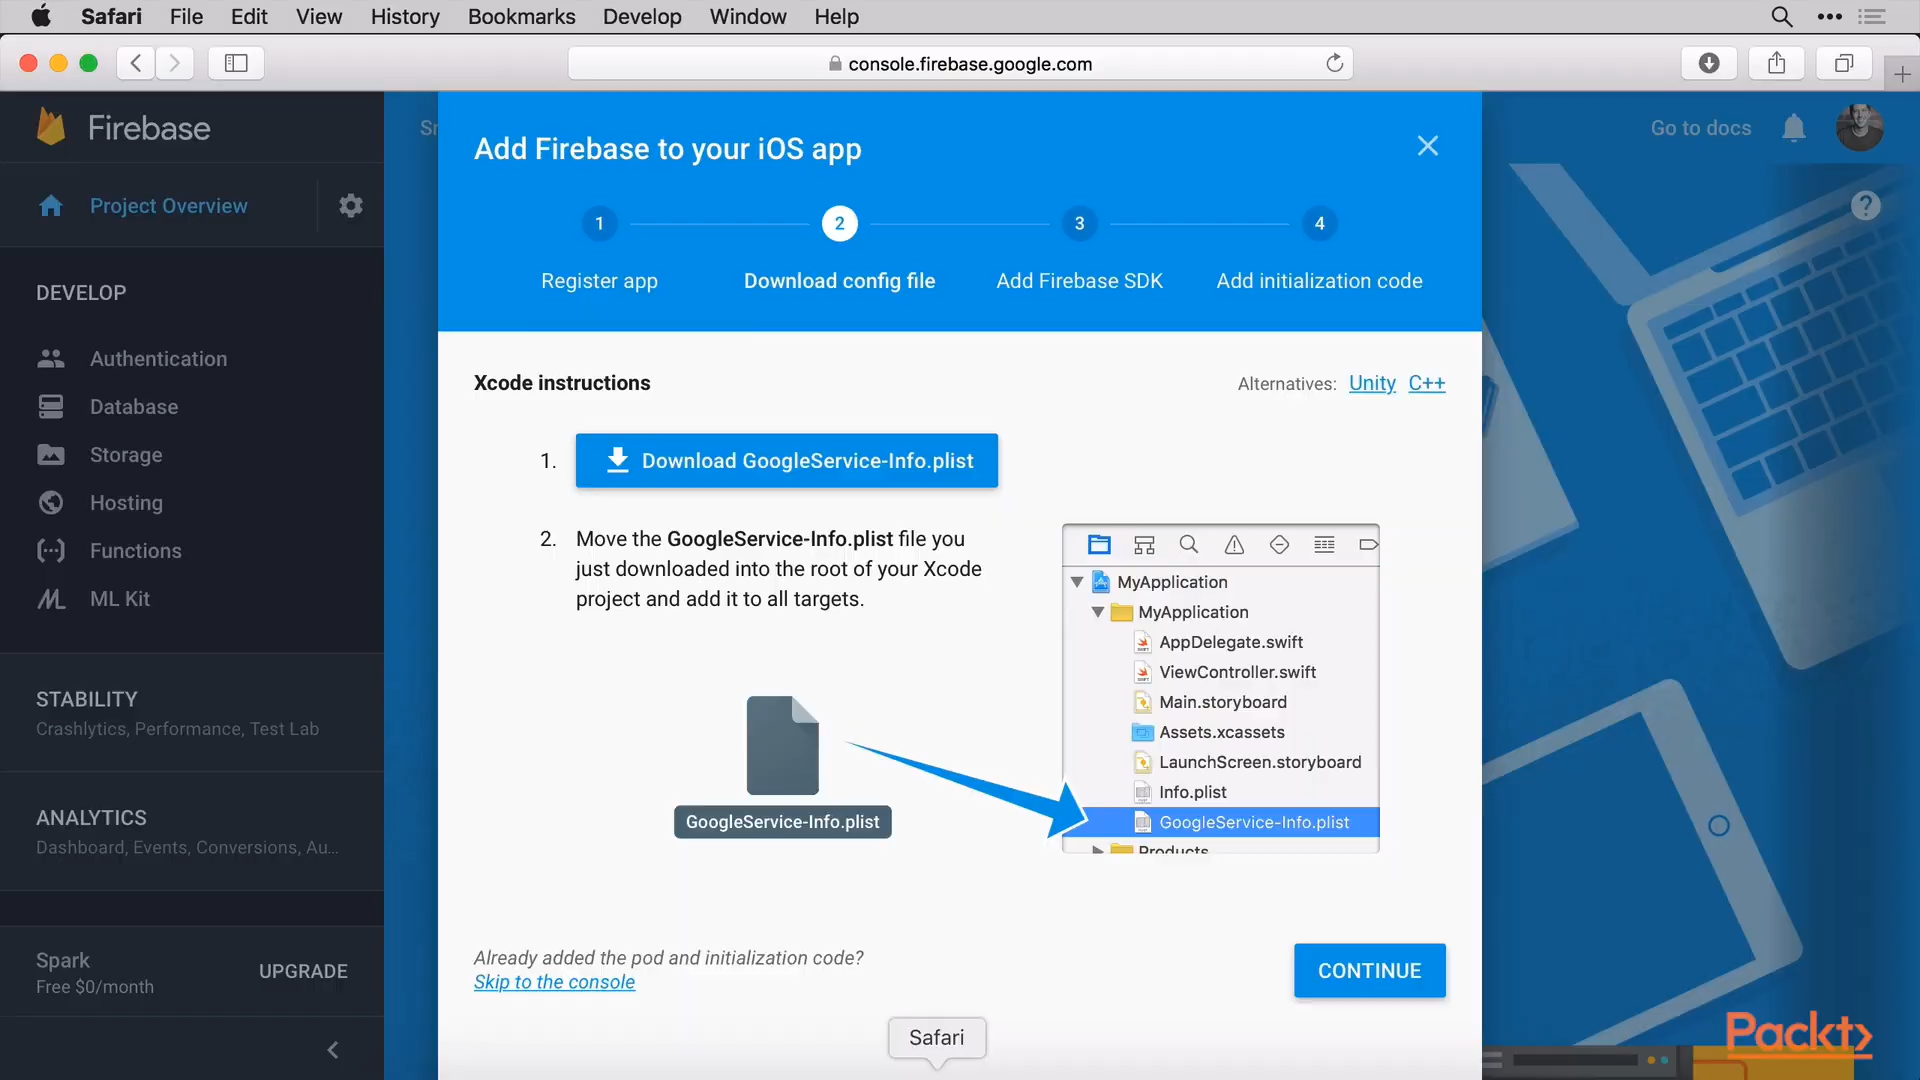 Safari File Edit View History Bookmarks Develop Window Help
console.firebase.google.com
Firebase
Go to docs
Add Firebase to your iOS app
Project Overview
1 2 3 4
Register app Download config file Add Firebase SDK Add initialization code
DEVELOP
Authentication
Database
Storage
Hosting
Functions
ML Kit
STABILITY
Crashlytics, Performance, Test Lab
ANALYTICS
Dashboard, Events, Conversions, Au...
Spark
Free $0/month
UPGRADE
Xcode instructions
Alternatives: Unity C++
1. Download GoogleService-Info.plist
2. Move the GoogleService-Info.plist file you
just downloaded into the root of your Xcode
project and add it to all targets.
GoogleService-Info.plist
MyApplication
MyApplication
AppDelegate.swift
ViewController.swift
Main.storyboard
Assets.xcassets
LaunchScreen.storyboard
Info.plist
GoogleService-Info.plist
Products
Already added the pod and initialization code?
Skip to the console
CONTINUE
Safari
Packt